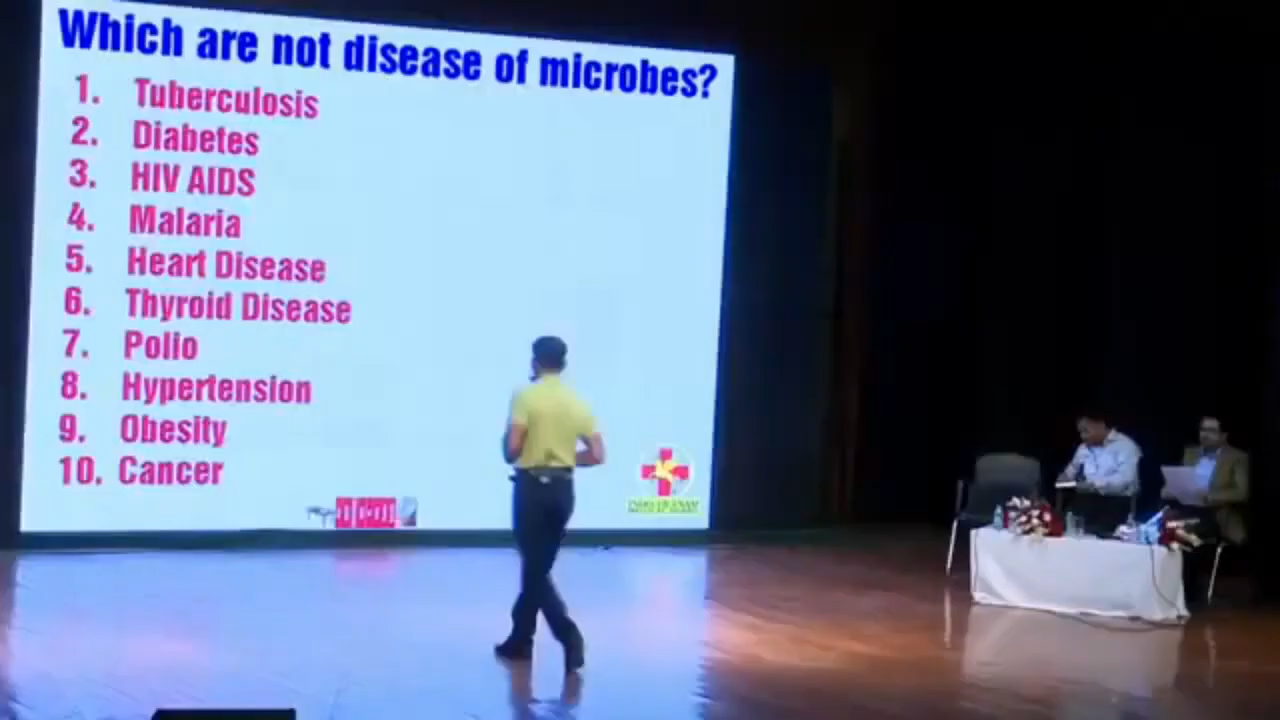 Which are not disease of microbes?
1. Tuberculosis
2. Diabetes
3. HIV AIDS
4. Malaria
5. Heart Disease
6. Thyroid Disease
7. Polio
8. Hypertension
9. Obesity
10. Cancer